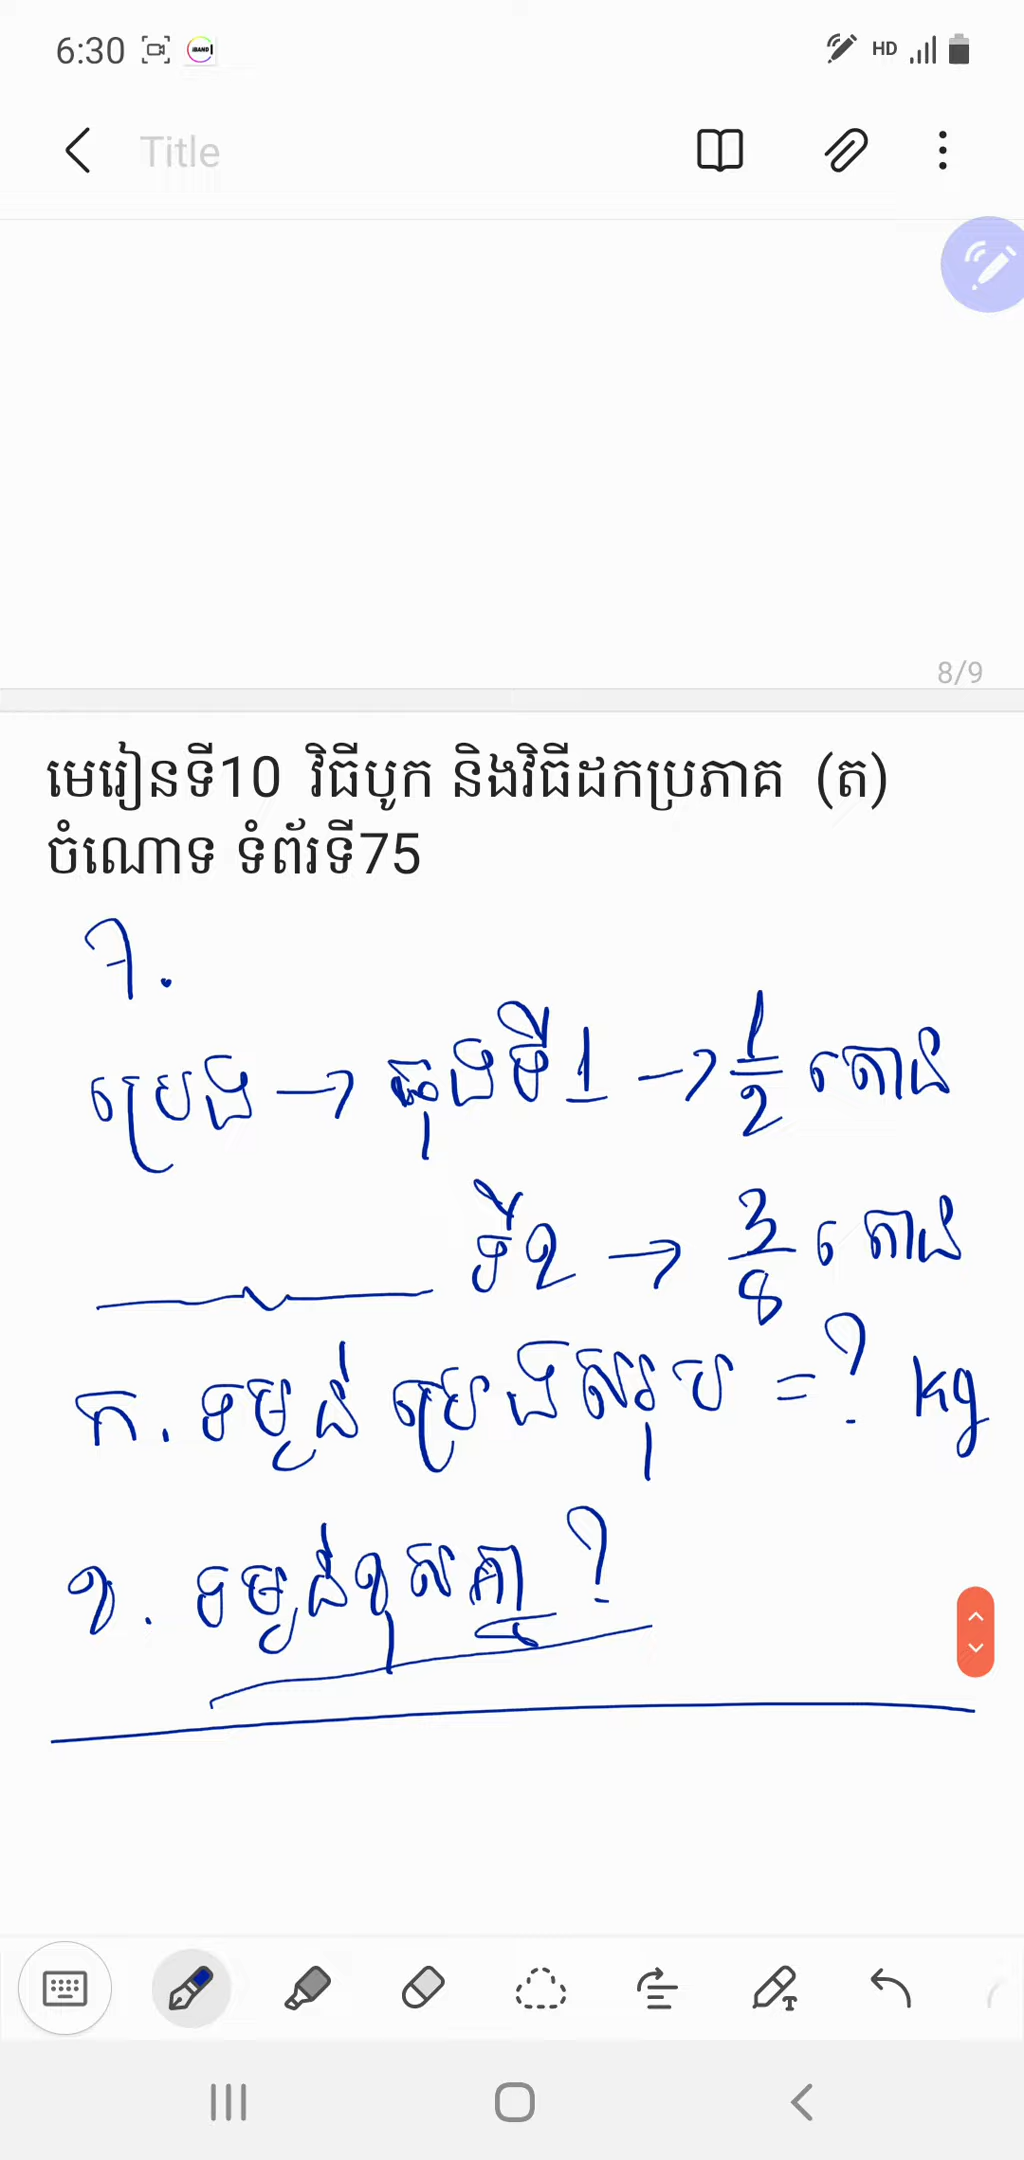 6:30
iBAND
HD
Title
8/9
មេរៀនទី10 វិធីបូក និងវិធីដកប្រភាគ (ត)
ចំណោទ ទំព័រទី75
7.
ប្រេង → ធុងទី1 → 1/2 តោន
ទី2 → 3/8 តោន
ក. ទម្ងន់ ប្រេងសរុប = ? kg
ខ. ទម្ងន់ខុសគ្នា ?